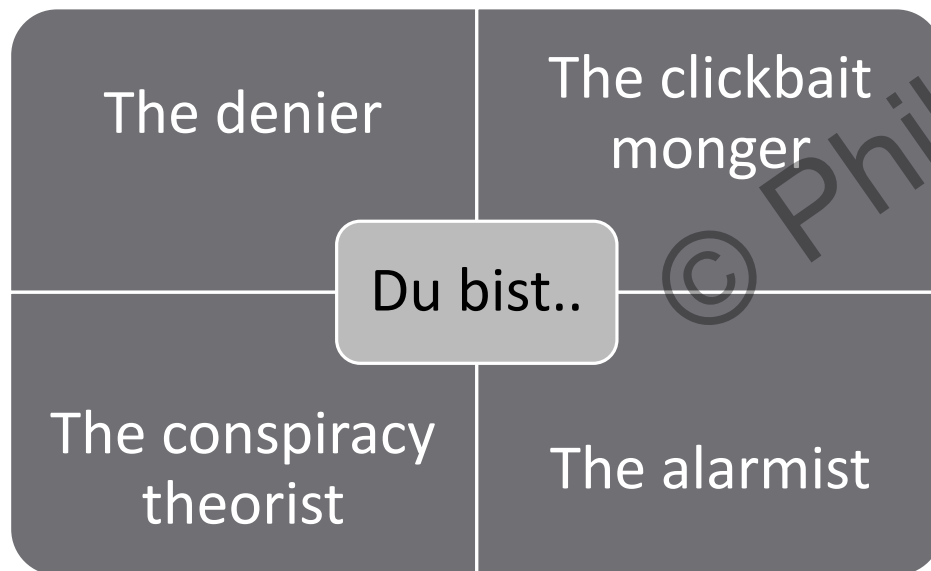 The denier
The clickbait
monger
Du bist..
The conspiracy
theorist
The alarmist
©